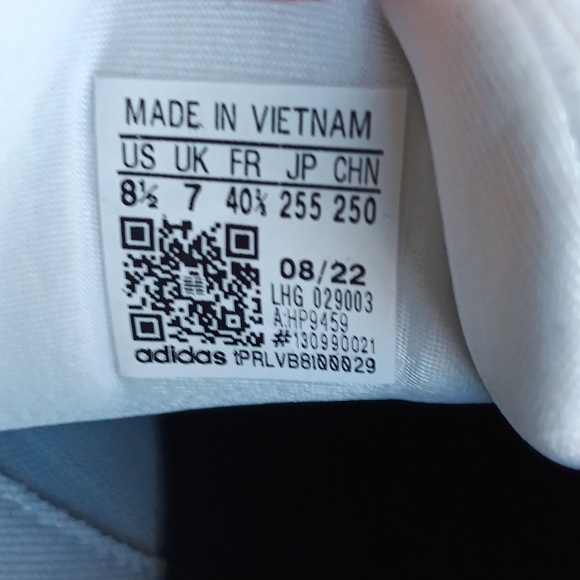 MADE IN VIETNAM
US UK FR JP CHN
8½ 7 40⅔ 255 250
08/22
LHG 029003
A:HP9459
#130990021
adidas tPRLVB8I00029